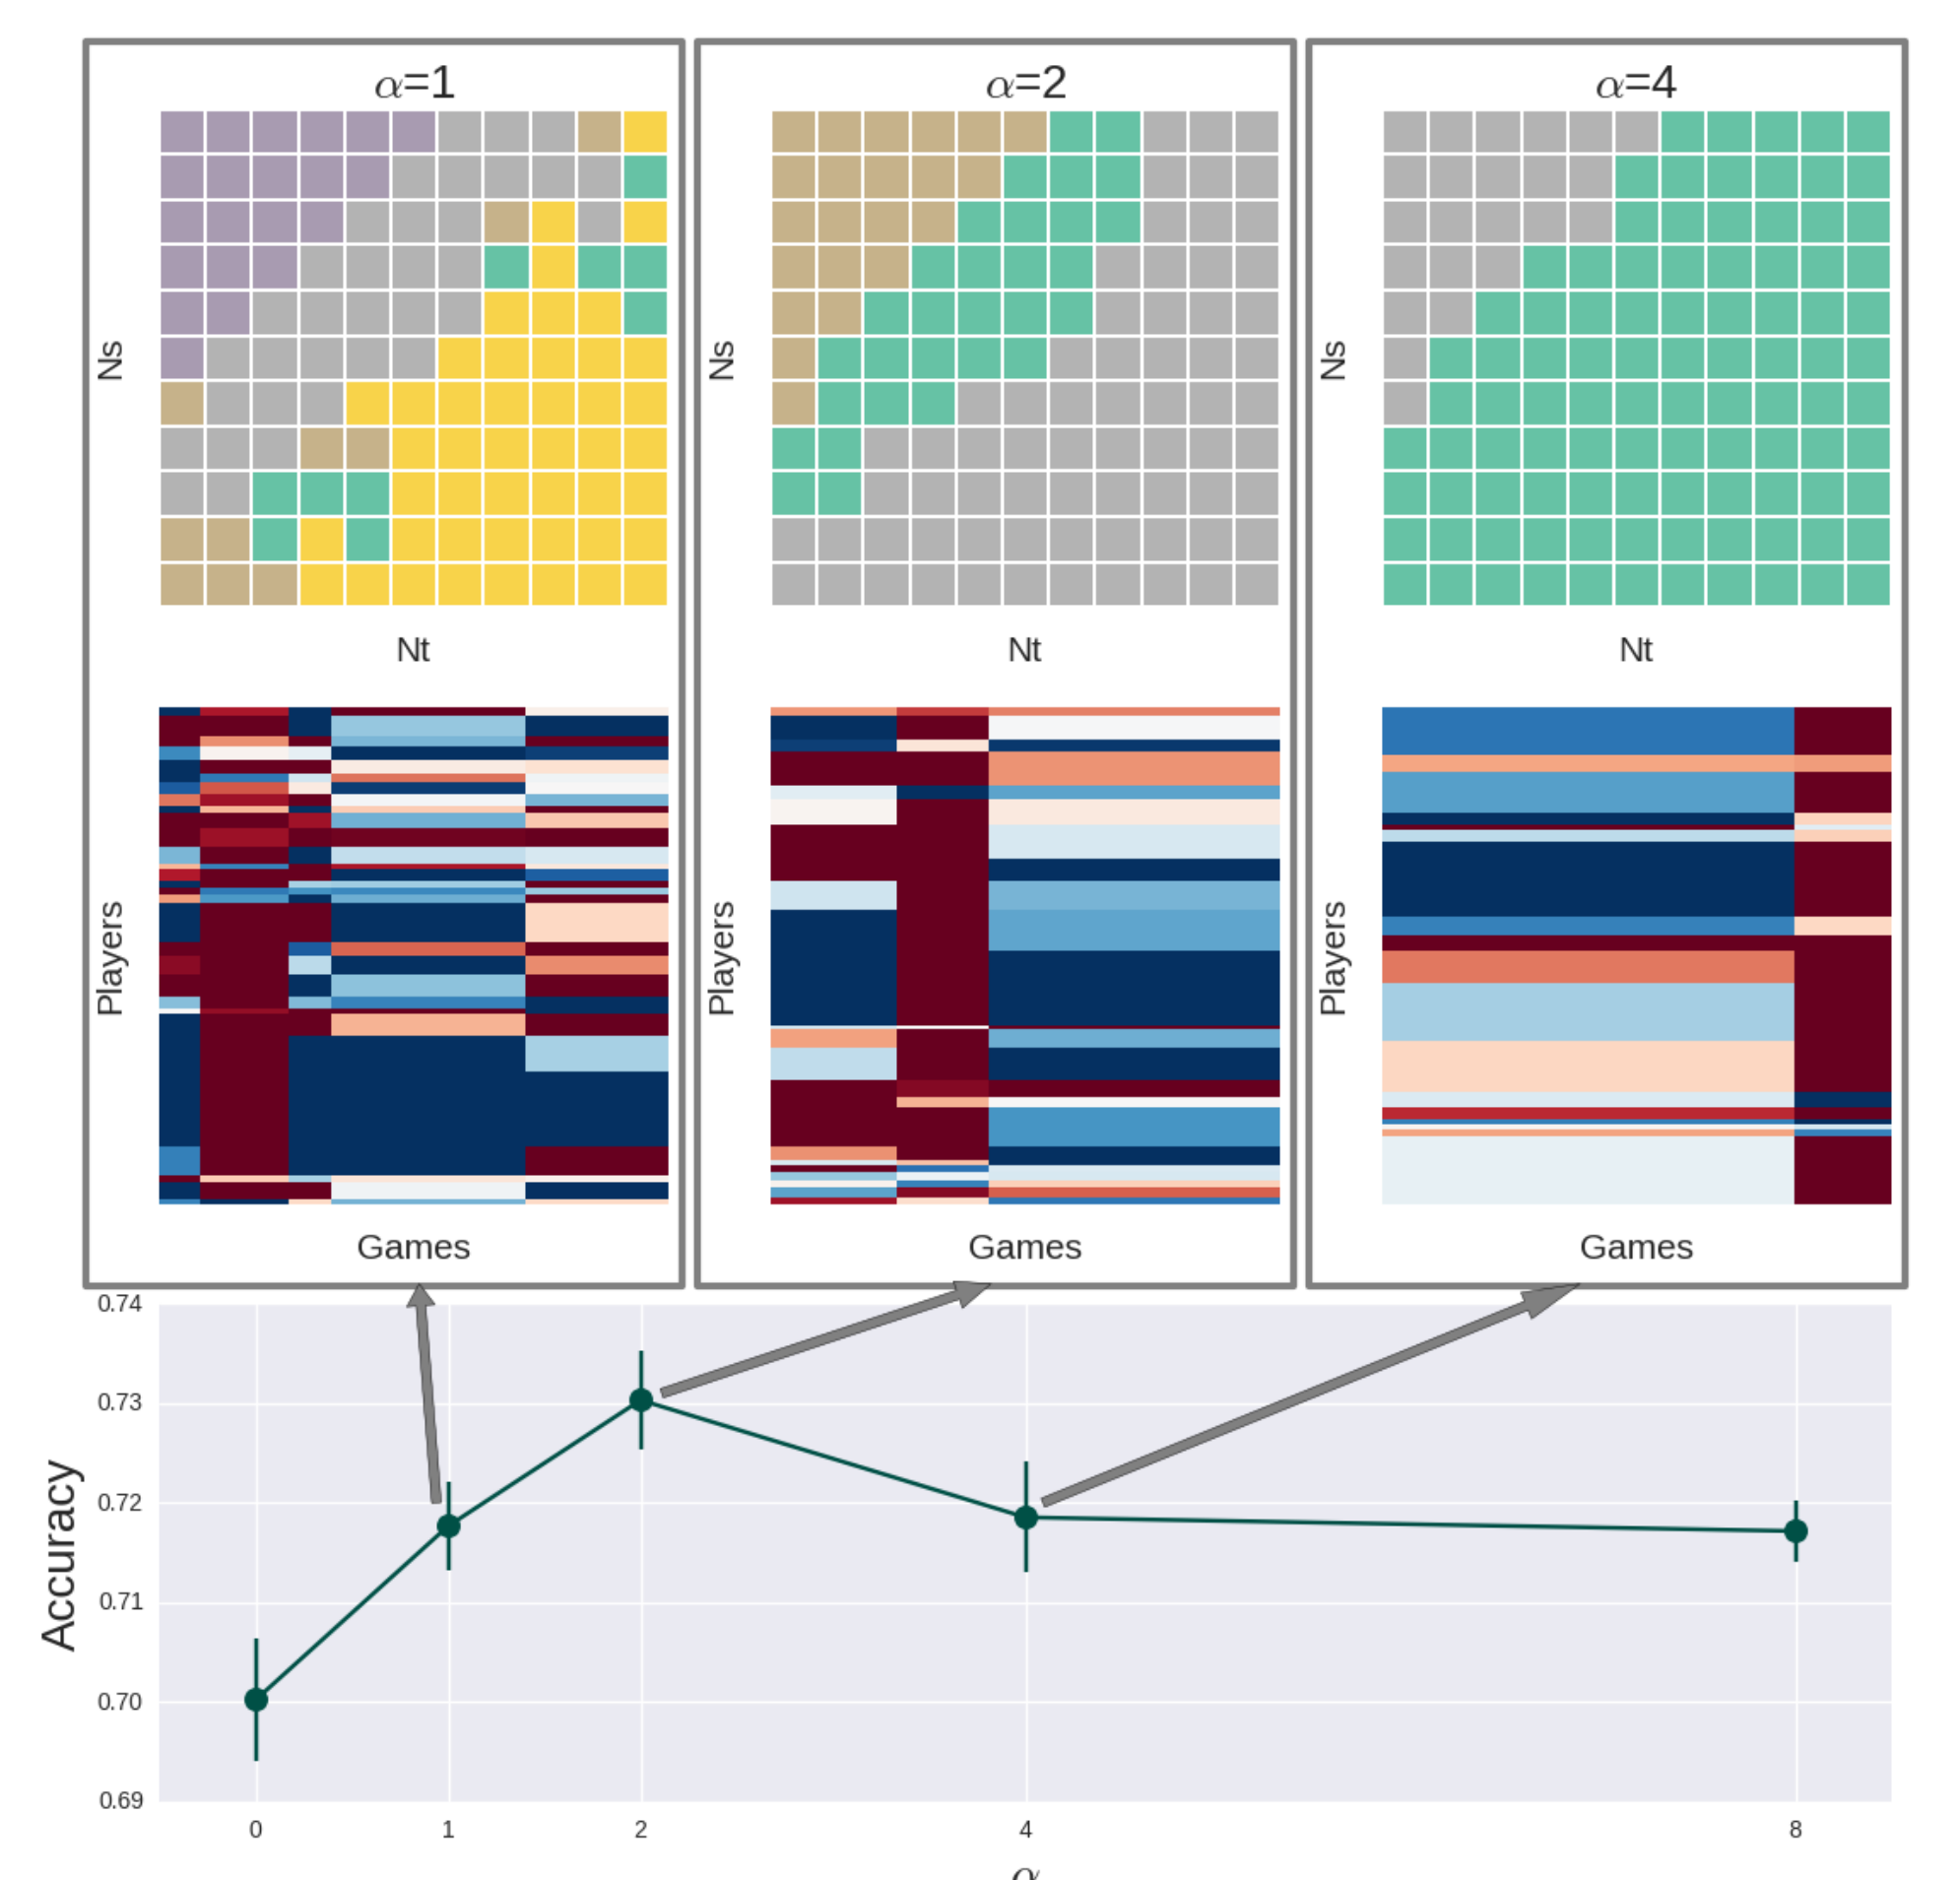 α=1
α=2
α=4
Ns
Ns
Ns
Nt
Nt
Nt
Players
Players
Players
Games
Games
Games
0.74
0.73
0.72
0.71
0.70
0.69
Accuracy
0 1 2 4 8
α